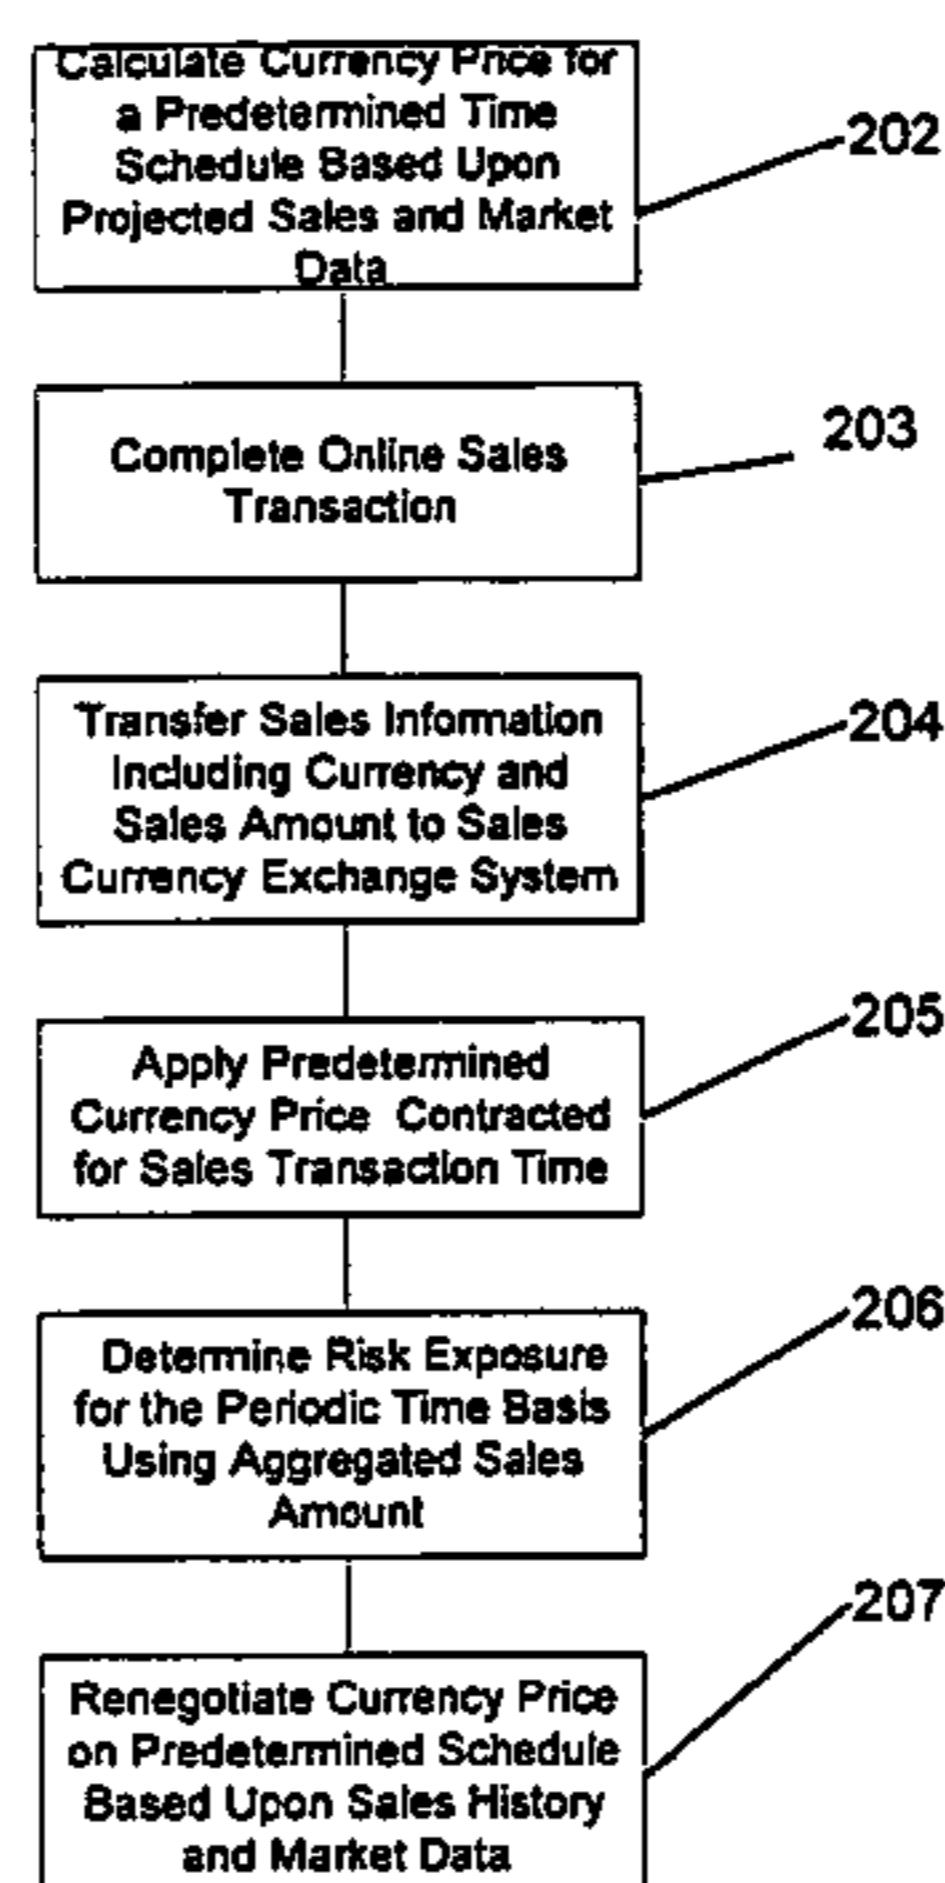 Calculate Currency Price for
a Predetermined Time
Schedule Based Upon
Projected Sales and Market
Data
202
Complete Online Sales
Transaction
203
Transfer Sales Information
Including Currency and
Sales Amount to Sales
Currency Exchange System
204
Apply Predetermined
Currency Price Contracted
for Sales Transaction Time
205
Determine Risk Exposure
for the Periodic Time Basis
Using Aggregated Sales
Amount
206
Renegotiate Currency Price
on Predetermined Schedule
Based Upon Sales History
and Market Data
207